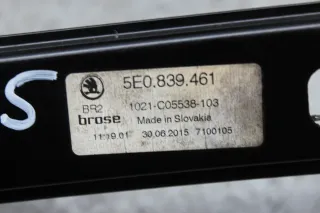 5E0.839.461
BR2 1021-C05538-103
brose Made in Slovakia
11:19.01 30.06.2015 7100105
S